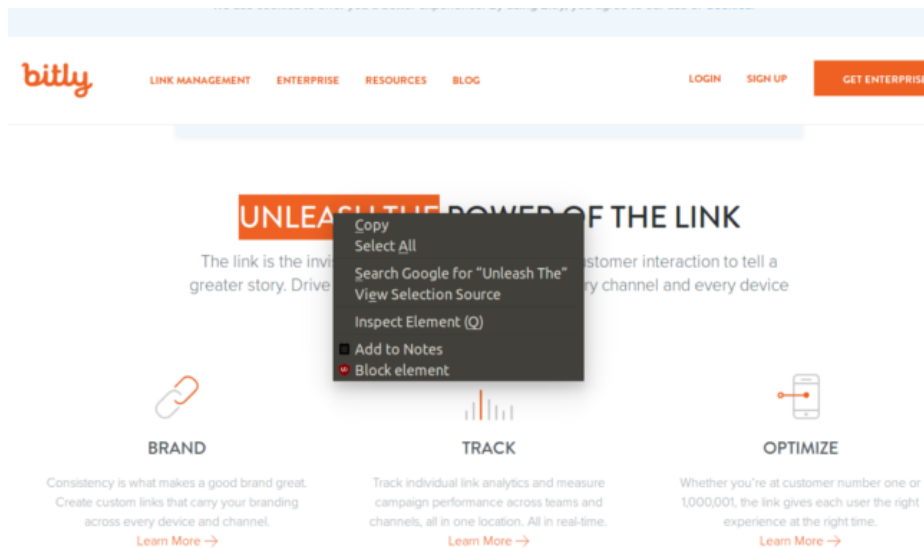 bitly
LINK MANAGEMENT ENTERPRISE RESOURCES BLOG
LOGIN SIGN UP GET ENTERPRISE
UNLEASH THE POWER OF THE LINK
The link is the stomer interaction to tell a
greater story. Drive ry channel and every device
Copy
Select All
Search Google for “Unleash The”
View Selection Source
Inspect Element (Q)
Add to Notes
Block element
BRAND
Consistency is what makes a good brand great.
Create custom links that carry your branding
across every device and channel.
Learn More →
TRACK
Track individual link analytics and measure
campaign performance across teams and
channels, all in one location. All in real-time.
Learn More →
OPTIMIZE
Whether you're at customer number one or
1,000,001, the link gives each user the right
experience at the right time.
Learn More →